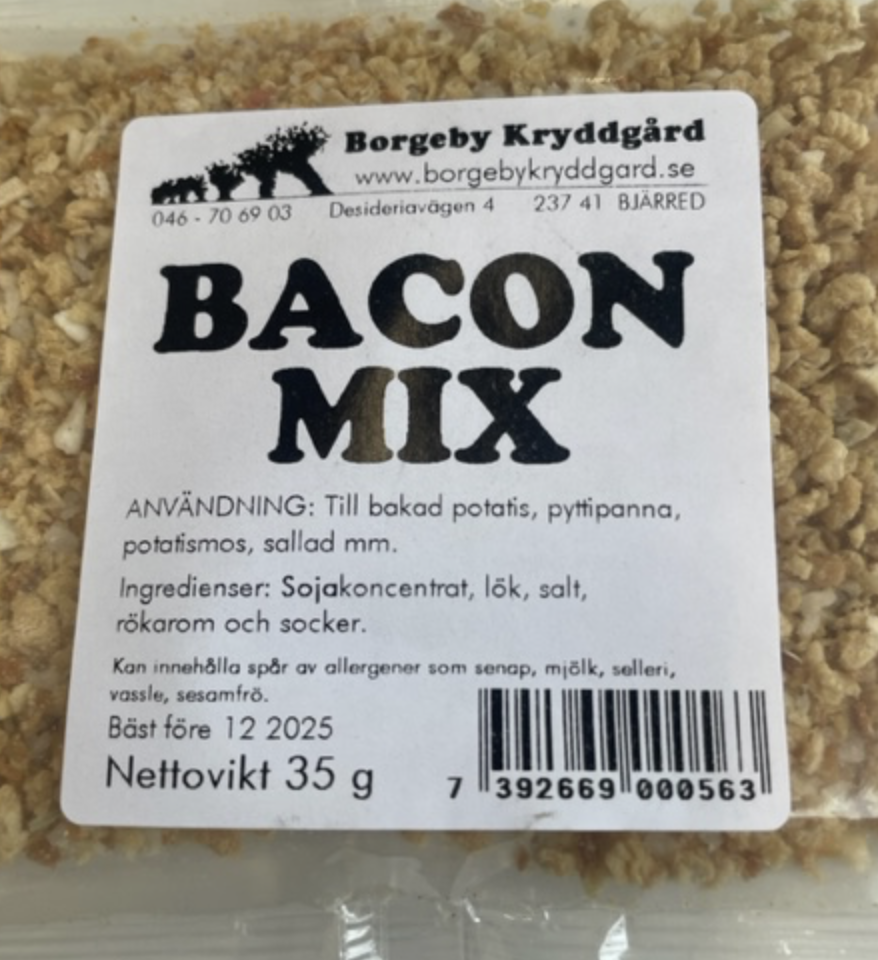 Borgeby Kryddgård
www.borgebykryddgard.se
046 - 70 69 03 Desideriavägen 4 237 41 BJÄRRED
BACON
MIX
ANVÄNDNING: Till bakad potatis, pyttipanna,
potatismos, sallad mm.
Ingredienser: Sojakoncentrat, lök, salt,
rökarom och socker.
Kan innehålla spår av allergener som senap, mjölk, selleri,
vassle, sesamfrö.
Bäst före 12 2025
Nettovikt 35 g
7 392669 000563